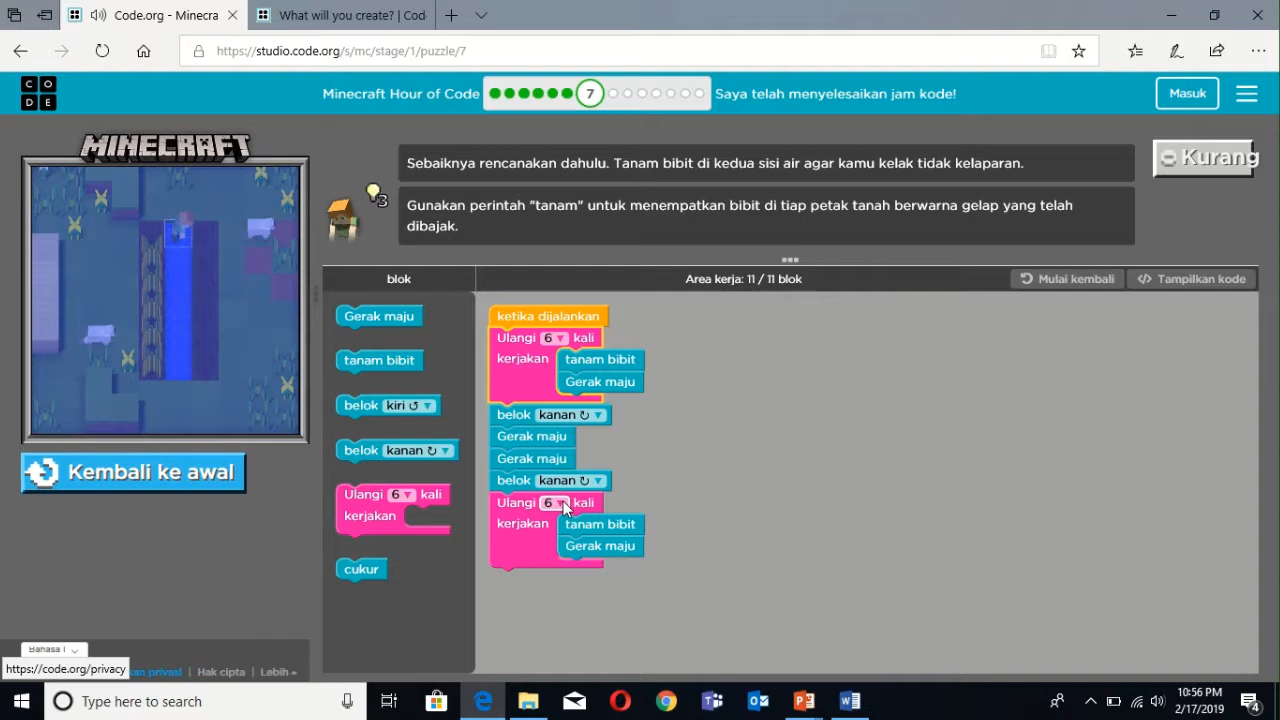 Code.org - Minecra
What will you create? | Cod
https://studio.code.org/s/mc/stage/1/puzzle/7
C O
D E
Minecraft Hour of Code
7
Saya telah menyelesaikan jam kode!
Masuk
MINECRAFT
Sebaiknya rencanakan dahulu. Tanam bibit di kedua sisi air agar kamu kelak tidak kelaparan.
Kurang
3
Gunakan perintah "tanam" untuk menempatkan bibit di tiap petak tanah berwarna gelap yang telah
dibajak.
blok
Area kerja: 11 / 11 blok
Mulai kembali
Tampilkan kode
Gerak maju
tanam bibit
belok kiri
belok kanan
Ulangi 6 kali
kerjakan
cukur
ketika dijalankan
Ulangi 6 kali
kerjakan tanam bibit
Gerak maju
belok kanan
Gerak maju
Gerak maju
belok kanan
Ulangi 6 kali
kerjakan tanam bibit
Gerak maju
Kembali ke awal
Bahasa I
https://code.org/privacy
an privasi
Hak cipta
Lebih
Type here to search
10:56 PM
2/17/2019
4